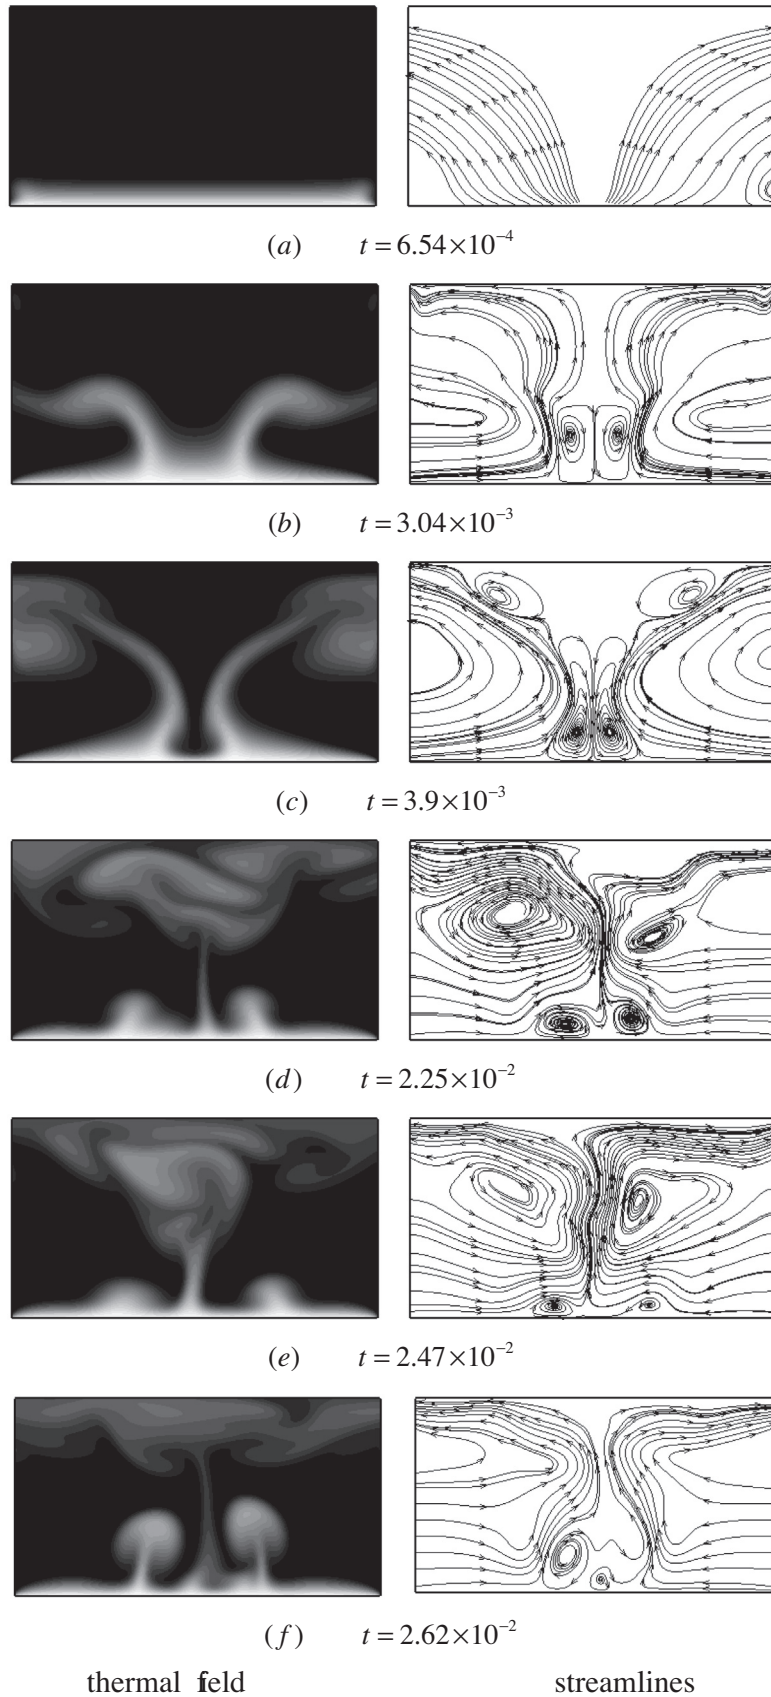 (a) t = 6.54×10⁻⁴
(b) t = 3.04×10⁻³
(c) t = 3.9×10⁻³
(d) t = 2.25×10⁻²
(e) t = 2.47×10⁻²
(f) t = 2.62×10⁻²
thermal field streamlines